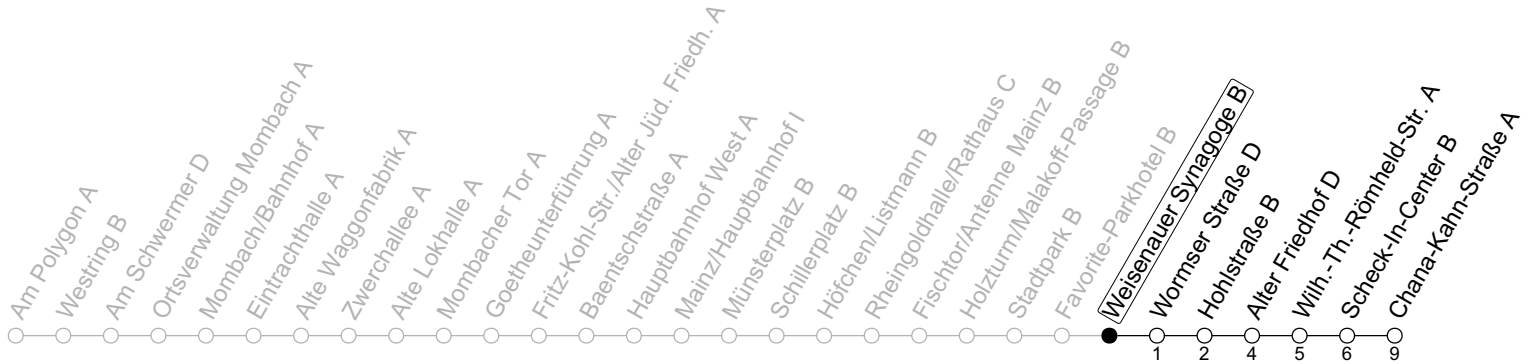 Am Polygon A
Westring B
Am Schwermer D
Ortsverwaltung Mombach A
Mombach/Bahnhof A
Eintrachthalle A
Alte Waggonfabrik A
Zwerchallee A
Alte Lokhalle A
Mombacher Tor A
Goetheunterführung A
Fritz-Kohl-Str./Alter Jüd. Friedh. A
Baentschstraße A
Hauptbahnhof West A
Mainz/Hauptbahnhof I
Münsterplatz B
Schillerplatz B
Höfchen/Listmann B
Rheingoldhalle/Rathaus C
Fischtor/Antenne Mainz B
Holzturm/Malakoff-Passage B
Stadtpark B
Favorite-Parkhotel B
Weisenauer Synagoge B
Wormser Straße D
Hohlstraße B
Alter Friedhof D
Wilh.-Th.-Römheld-Str. A
Scheck-In-Center B
Chana-Kahn-Straße A
1 2 4 5 6 9